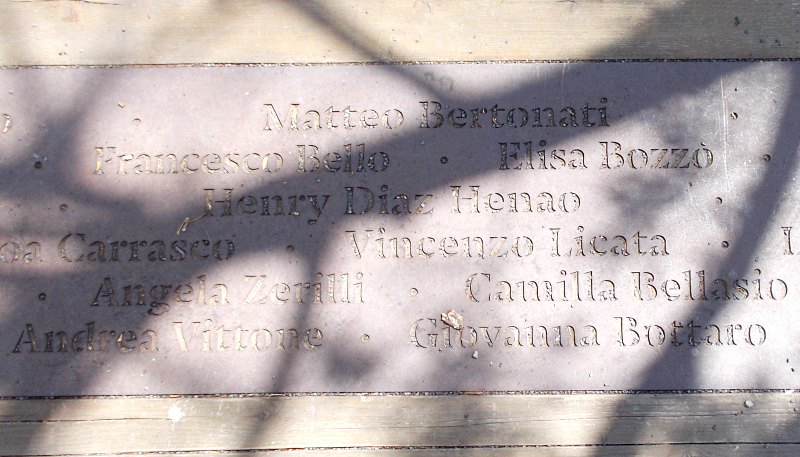 Matteo Bertonati
Francesco Bello · Elisa Bozzo
Henry Diaz Henao
oa Carrasco · Vincenzo Licata
Angela Zerilli · Camilla Bellasio
Andrea Vittone · Giovanna Bottaro